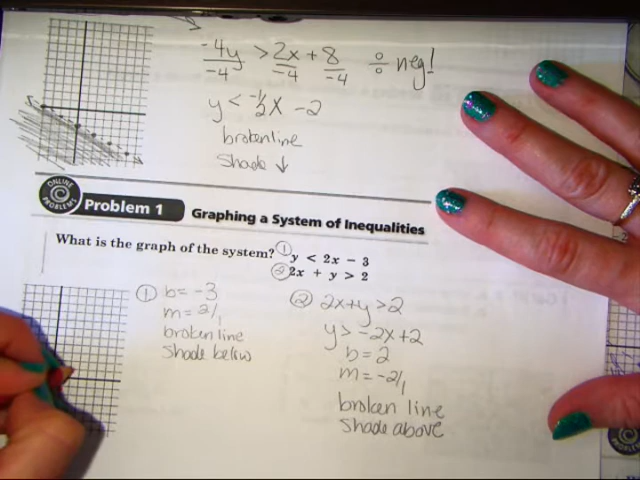 -4y > 2x + 8 ÷ neg!
-4 -4 -4
y < -1/2x - 2
broken line
Shade ↓
ONLINE PROBLEMS
Problem 1 Graphing a System of Inequalities
What is the graph of the system? ① y < 2x - 3
② 2x + y > 2
① b = -3
m = 2/1
broken line
Shade below
② 2x+y > 2
y > -2x + 2
b = 2
m = -2/1
broken line
Shade above